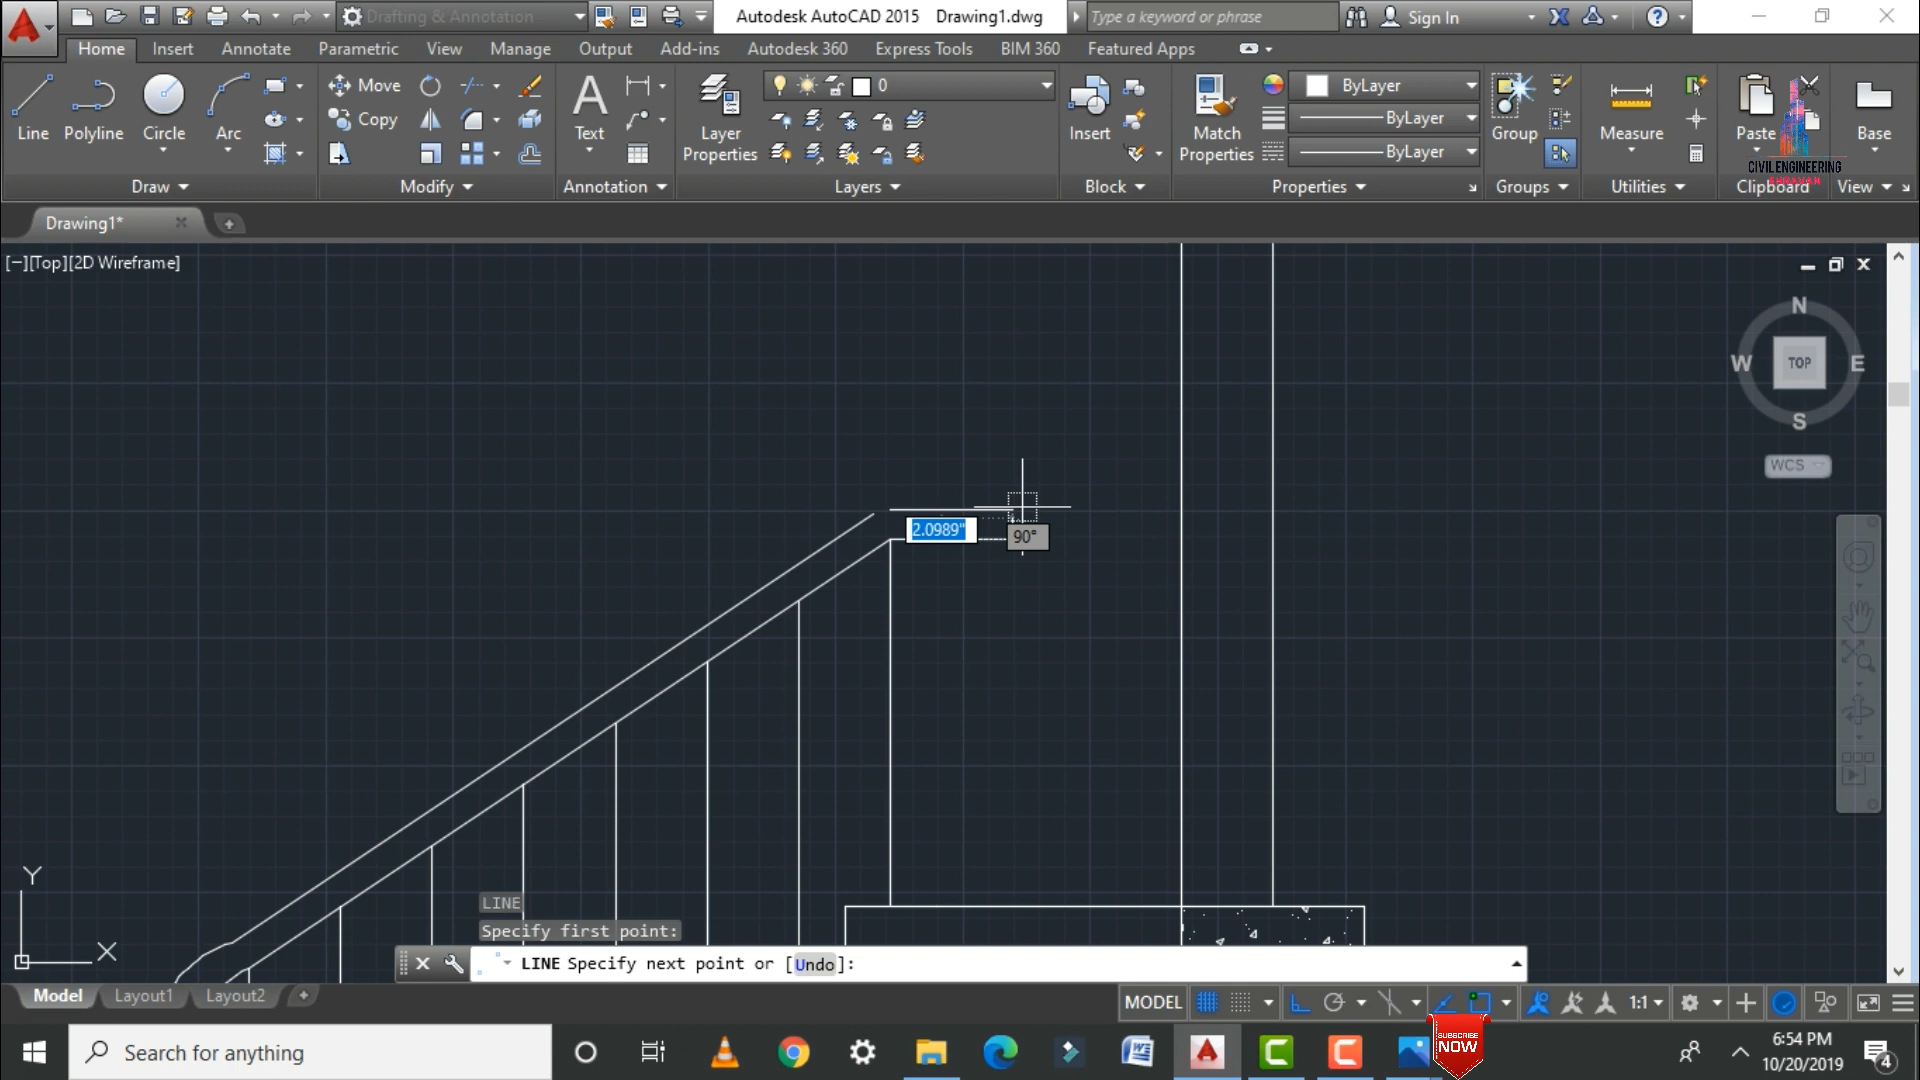 Drafting & Annotation
Autodesk AutoCAD 2015 Drawing1.dwg
Type a keyword or phrase
Sign In
Home Insert Annotate Parametric View Manage Output Add-ins Autodesk 360 Express Tools BIM 360 Featured Apps
Line Polyline Circle Arc
Draw
Move
Copy
Modify
A
Text
Annotation
Layer Properties
0
Layers
Insert
Block
Match Properties
ByLayer
ByLayer
ByLayer
Properties
Group
Groups
Measure
Utilities
Paste
Clipboard
CIVIL ENGINEERING
SHRAVAN
Base
View
Drawing1*
[−][Top][2D Wireframe]
N
W TOP E
S
WCS
2.0989"
90°
Y
X
LINE
Specify first point:
LINE Specify next point or [Undo]:
Model Layout1 Layout2
MODEL
1:1
Search for anything
SUBSCRIBE
NOW
6:54 PM
10/20/2019
4